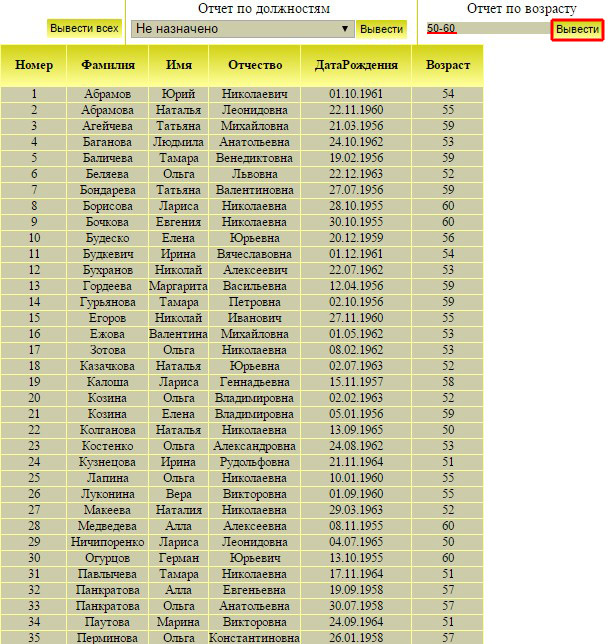 Отчет по должностям Отчет по возрасту
Вывести всех Не назначено Вывести 50-60 Вывести
Номер Фамилия Имя Отчество ДатаРождения Возраст
1 Абрамов Юрий Николаевич 01.10.1961 54
2 Абрамова Наталья Леонидовна 22.11.1960 55
3 Агейчева Татьяна Михайловна 21.03.1956 59
4 Баганова Людмила Анатольевна 24.10.1962 53
5 Баличева Тамара Венедиктовна 19.02.1956 59
6 Беляева Ольга Львовна 22.12.1963 52
7 Бондарева Татьяна Валентиновна 27.07.1956 59
8 Борисова Лариса Николаевна 28.10.1955 60
9 Бочкова Евгения Николаевна 30.10.1955 60
10 Будеско Елена Юрьевна 20.12.1959 56
11 Будкевич Ирина Вячеславовна 01.12.1961 54
12 Бухранов Николай Алексеевич 22.07.1962 53
13 Гордеева Маргарита Васильевна 12.04.1956 59
14 Гурьянова Тамара Петровна 02.10.1956 59
15 Егоров Николай Иванович 27.11.1960 55
16 Ежова Валентина Михайловна 01.05.1962 53
17 Зотова Ольга Николаевна 08.02.1962 53
18 Казачкова Наталья Юрьевна 02.07.1963 52
19 Калоша Лариса Геннадьевна 15.11.1957 58
20 Козина Ольга Владимировна 02.02.1963 52
21 Козина Елена Владимировна 05.01.1956 59
22 Колганова Наталья Николаевна 13.09.1965 50
23 Костенко Ольга Александровна 24.08.1962 53
24 Кузнецова Ирина Рудольфовна 21.11.1964 51
25 Лапина Ольга Николаевна 10.01.1960 55
26 Луконина Вера Викторовна 01.09.1960 55
27 Макеева Наталия Николаевна 29.03.1963 52
28 Медведева Алла Алексеевна 08.11.1955 60
29 Ничипоренко Лариса Леонидовна 04.07.1965 50
30 Огурцов Герман Юрьевич 13.10.1955 60
31 Павлычева Тамара Николаевна 17.11.1964 51
32 Панкратова Алла Евгеньевна 19.09.1958 57
33 Панкратова Ольга Анатольевна 30.07.1958 57
34 Паутова Марина Викторовна 24.09.1964 51
35 Перминова Ольга Константиновна 26.01.1958 57